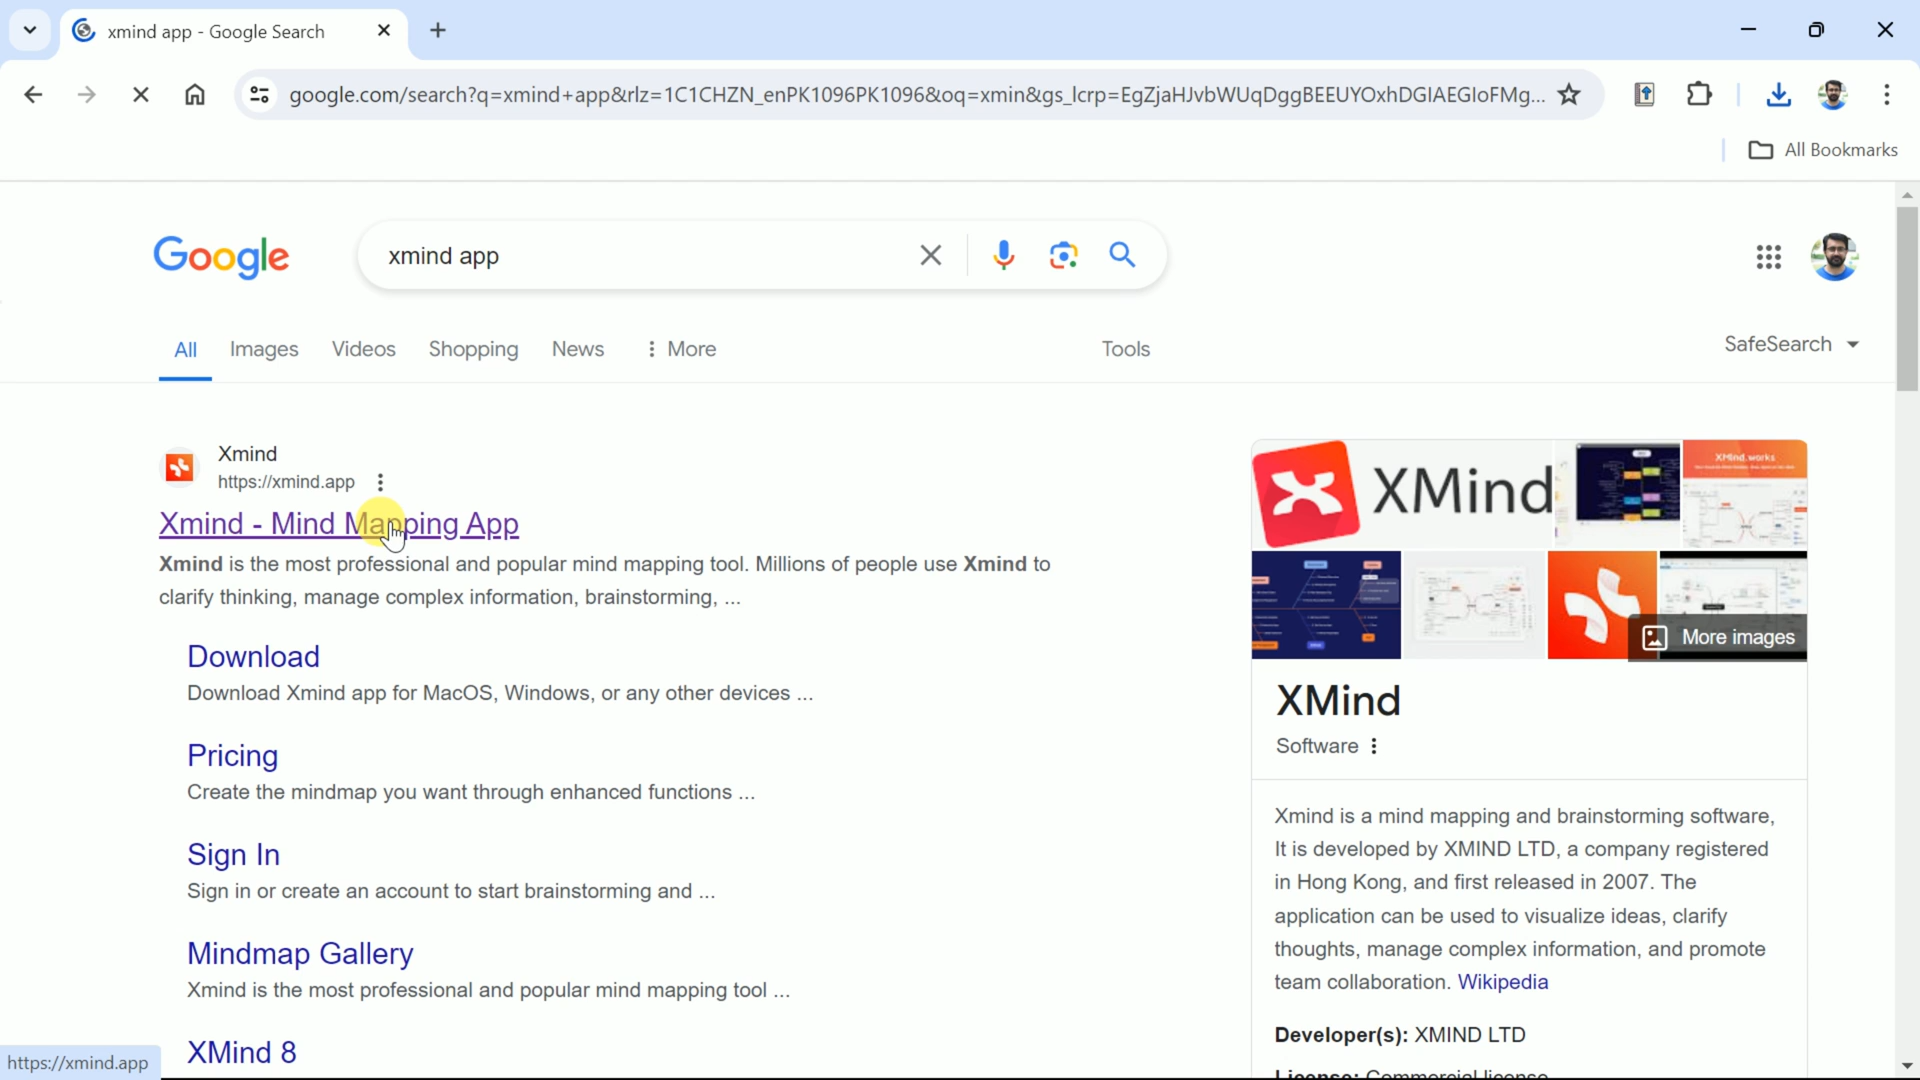 xmind app - Google Search
google.com/search?q=xmind+app&rlz=1C1CHZN_enPK1096PK1096&oq=xmin&gs_lcrp=EgZjaHJvbWUqDggBEEUYOxhDGIAEGIoFMg...
All Bookmarks
Google
xmind app
All Images Videos Shopping News More Tools SafeSearch
Xmind
https://xmind.app
Xmind - Mind Mapping App
Xmind is the most professional and popular mind mapping tool. Millions of people use Xmind to
clarify thinking, manage complex information, brainstorming, ...
Download
Download Xmind app for MacOS, Windows, or any other devices ...
Pricing
Create the mindmap you want through enhanced functions ...
Sign In
Sign in or create an account to start brainstorming and ...
Mindmap Gallery
Xmind is the most professional and popular mind mapping tool ...
XMind 8
https://xmind.app
XMind
XMind.works
More images
XMind
Software
Xmind is a mind mapping and brainstorming software,
It is developed by XMIND LTD, a company registered
in Hong Kong, and first released in 2007. The
application can be used to visualize ideas, clarify
thoughts, manage complex information, and promote
team collaboration. Wikipedia
Developer(s): XMIND LTD
License: Commercial license